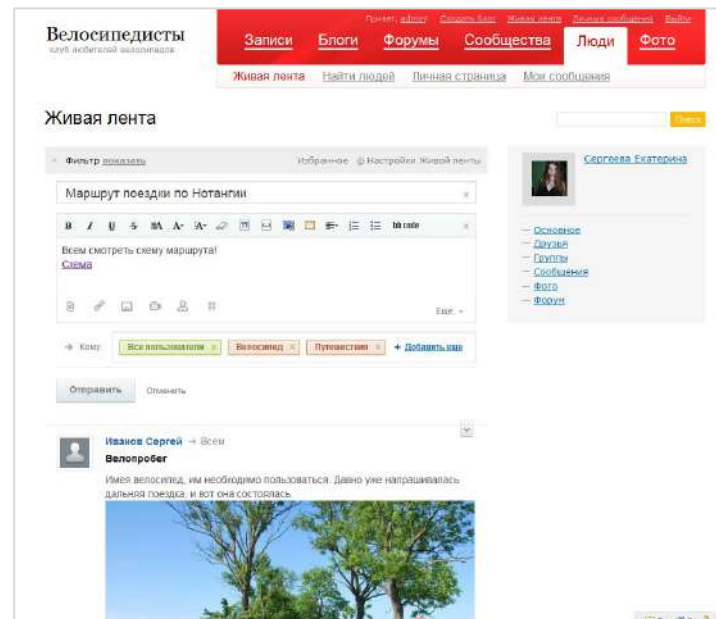 Привет, admin! Создать блог Живая лента Личные сообщения Выйти
Велосипедисты
клуб любителей велосипедов
Записи Блоги Форумы Сообщества Люди Фото
Живая лента Найти людей Личная страница Мои сообщения
Живая лента
Поиск
Фильтр показать Избранное Настройки Живой ленты
Сергеева Екатерина
Маршрут поездки по Нотангии
B I U S bb code
Всем смотреть схему маршрута!
Схема
— Основное
— Друзья
— Группы
— Сообщения
— Фото
— Форум
Еще
Кому Все пользователи × Велосипед × Путешествия × + Добавить еще
Отправить Отменить
Иванов Сергей → Всем
Велопробег
Имея велосипед, им необходимо пользоваться. Давно уже напрашивалась
дальняя поездка, и вот она состоялась.